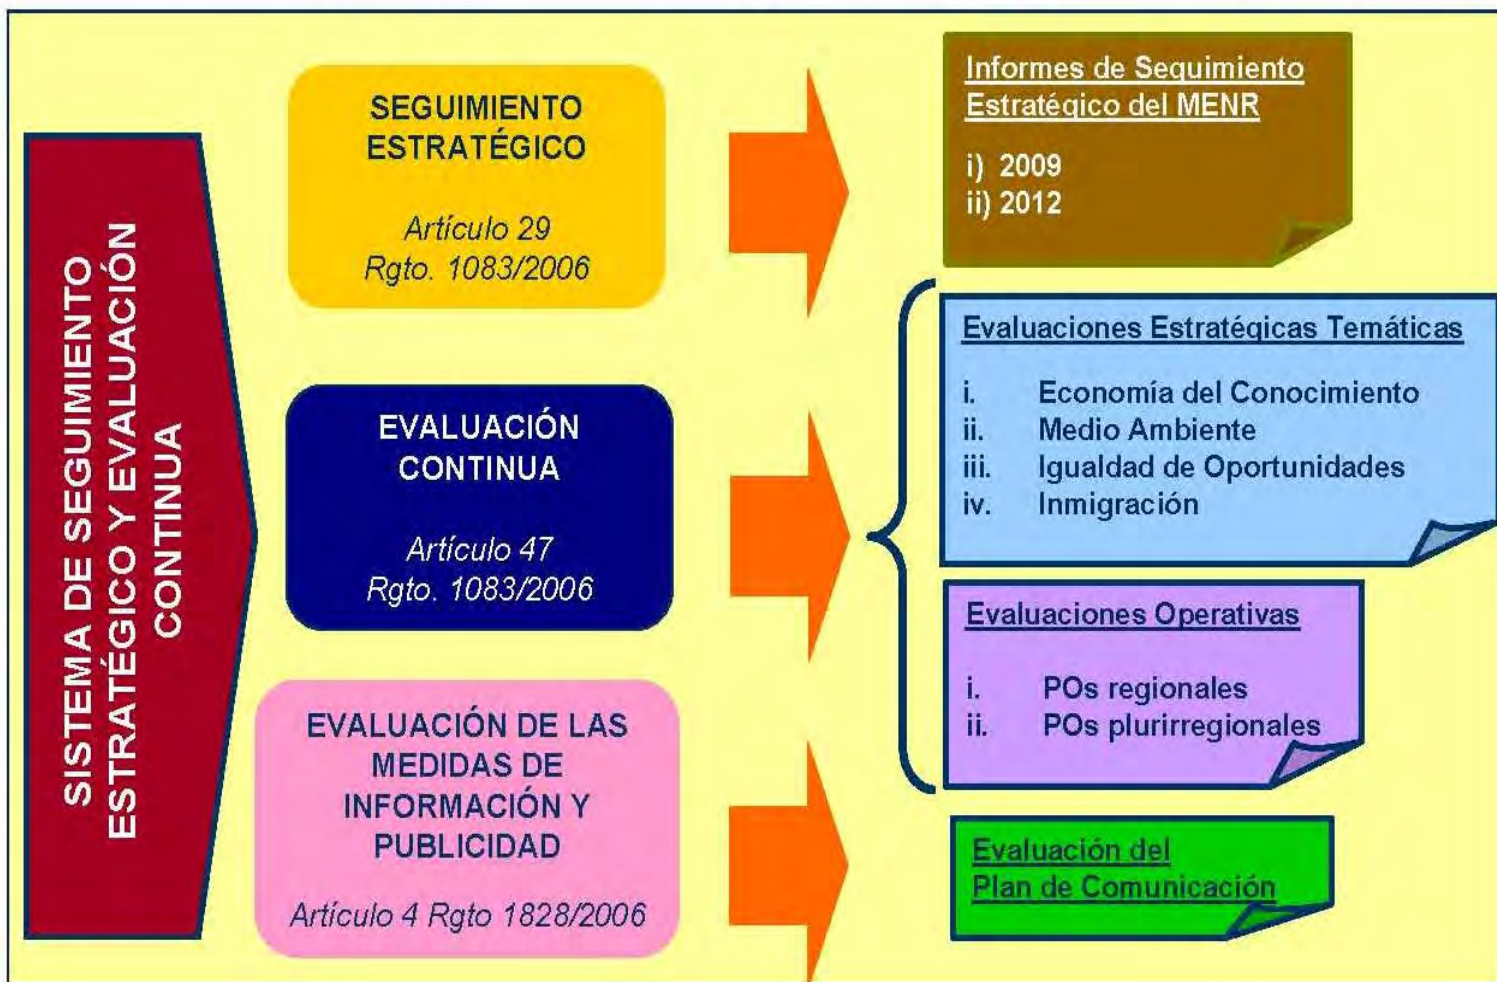 SISTEMA DE SEGUIMIENTO
ESTRATÉGICO Y EVALUACIÓN
CONTINUA
SEGUIMIENTO
ESTRATÉGICO
Artículo 29
Rgto. 1083/2006
Informes de Seguimiento
Estratégico del MENR
i) 2009
ii) 2012
EVALUACIÓN
CONTINUA
Artículo 47
Rgto. 1083/2006
Evaluaciones Estratégicas Temáticas
i. Economía del Conocimiento
ii. Medio Ambiente
iii. Igualdad de Oportunidades
iv. Inmigración
Evaluaciones Operativas
i. POs regionales
ii. POs plurirregionales
EVALUACIÓN DE LAS
MEDIDAS DE
INFORMACIÓN Y
PUBLICIDAD
Artículo 4 Rgto 1828/2006
Evaluación del
Plan de Comunicación